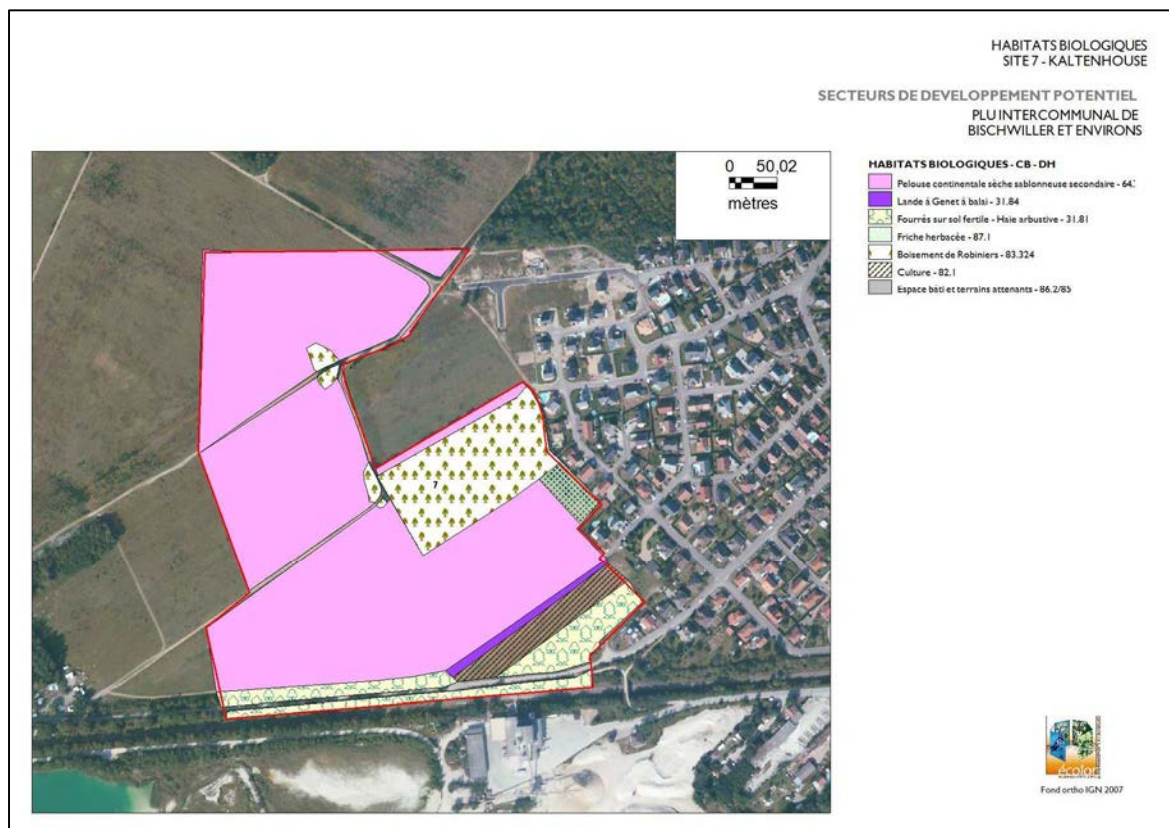 HABITATS BIOLOGIQUES
SITE 7 - KALTENHOUSE
SECTEURS DE DEVELOPPEMENT POTENTIEL
PLU INTERCOMMUNAL DE
BISCHWILLER ET ENVIRONS
0 50,02
mètres
HABITATS BIOLOGIQUES - CB - DH
Pelouse continentale sèche sablonneuse secondaire - 64.
Lande à Genet à balai - 31.84
Fourrés sur sol fertile - Haie arbustive - 31.81
Friche herbacée - 87.1
Boisement de Robiniers - 83.324
Culture - 82.1
Espace bâti et terrains attenants - 86.2/85
7
écolor
Fond ortho IGN 2007